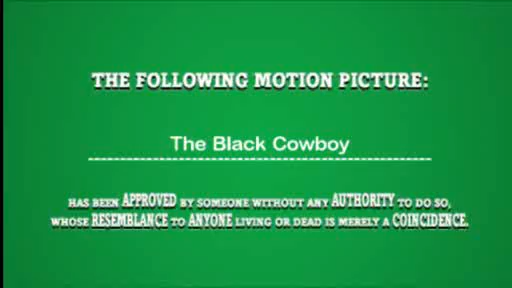 THE FOLLOWING MOTION PICTURE:
The Black Cowboy
HAS BEEN APPROVED BY SOMEONE WITHOUT ANY AUTHORITY TO DO SO,
WHOSE RESEMBLANCE TO ANYONE LIVING OR DEAD IS MERELY A COINCIDENCE.